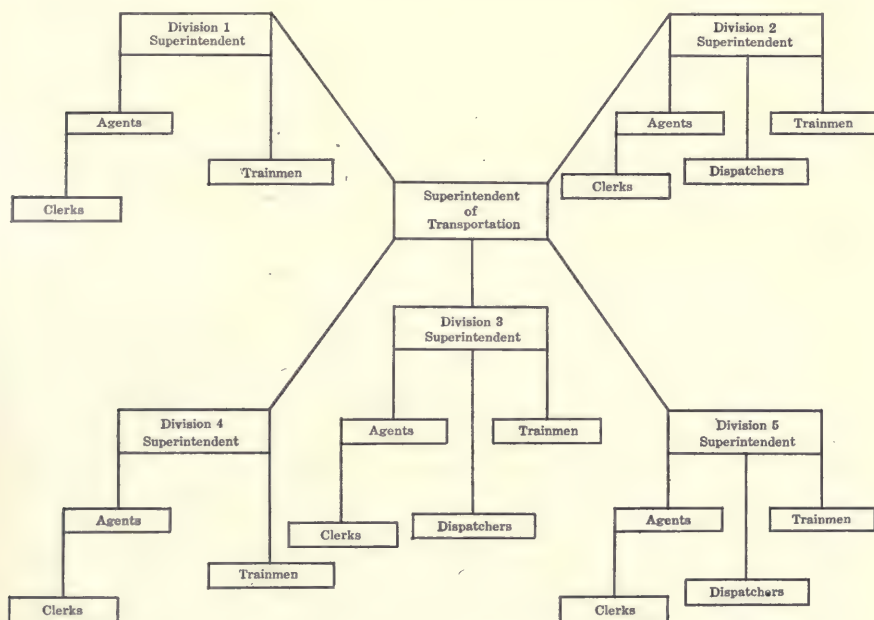 Division 1
Superintendent
Agents
Trainmen
Clerks
Division 2
Superintendent
Agents
Trainmen
Dispatchers
Clerks
Superintendent
of
Transportation
Division 3
Superintendent
Agents
Trainmen
Clerks
Dispatchers
Division 4
Superintendent
Agents
Trainmen
Clerks
Division 5
Superintendent
Agents
Trainmen
Dispatchers
Clerks